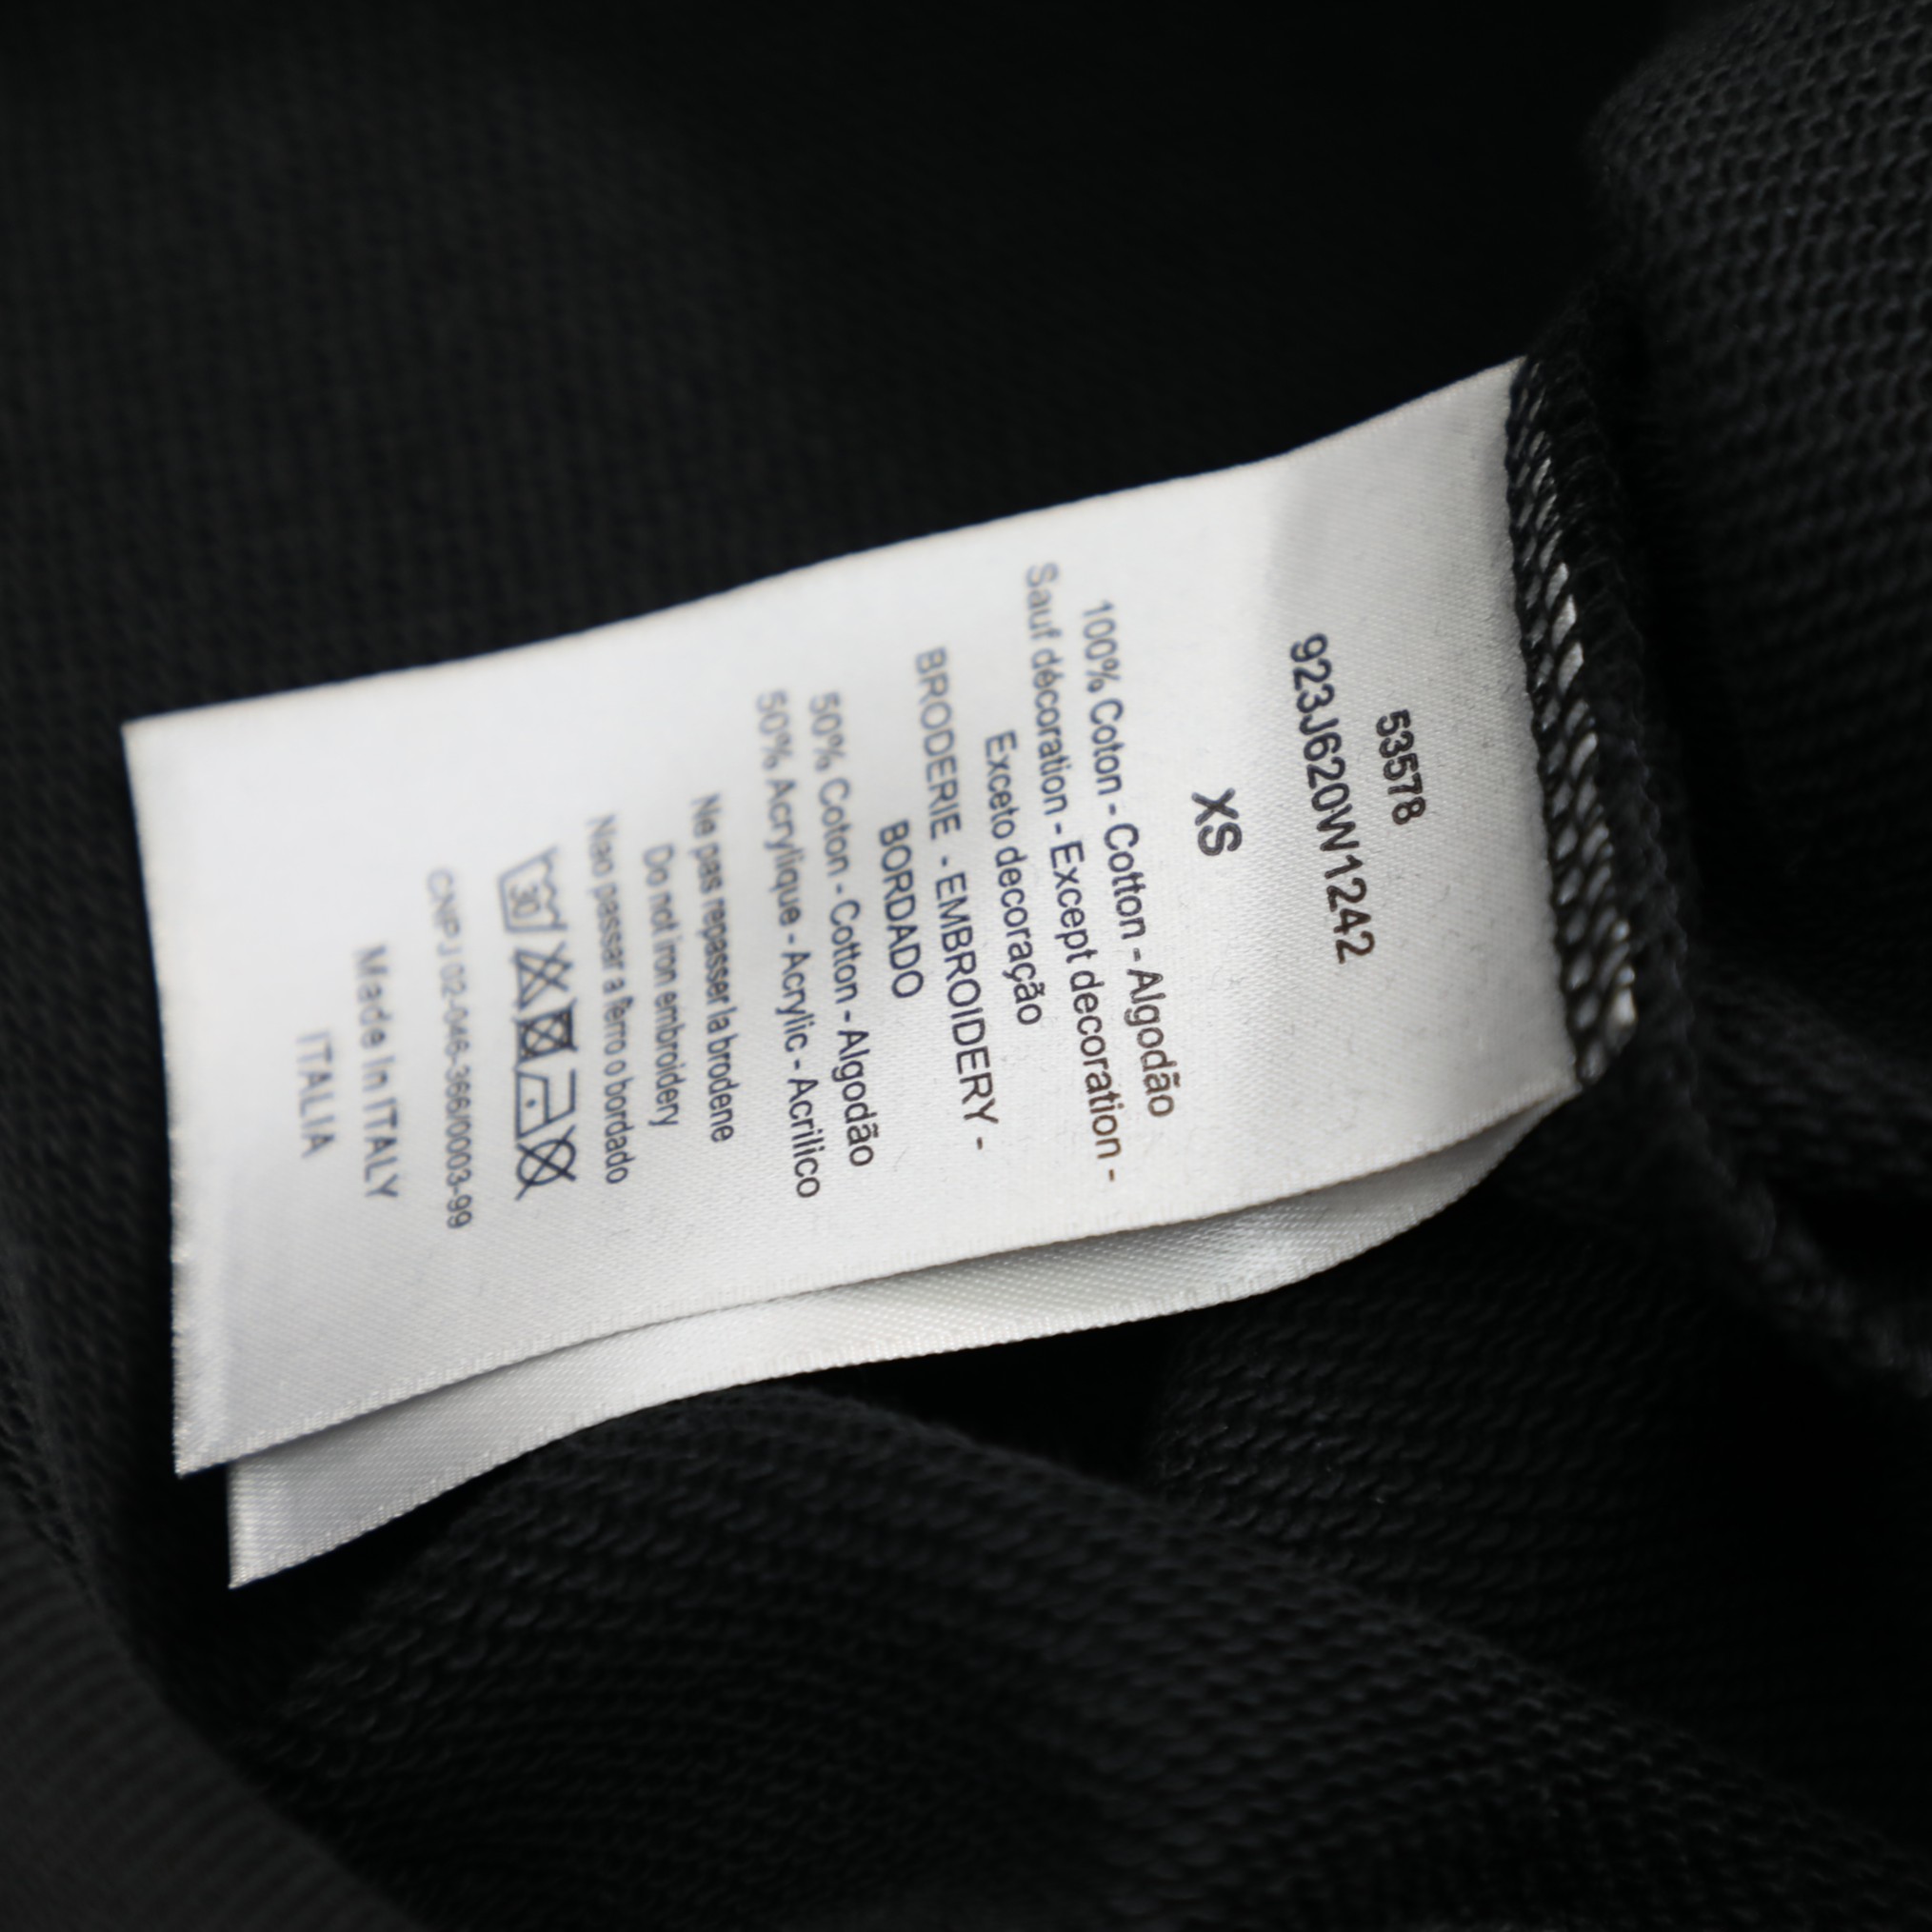 53578
923J620W1242
XS
100% Coton - Cotton - Algodão
Sauf décoration - Except decoration -
Exceto decoração
BRODERIE - EMBROIDERY -
BORDADO
50% Coton - Cotton - Algodão
50% Acrylique - Acrylic - Acrilico
Ne pas repasser la broderie
Do not iron embroidery
Nao passar a ferro o bordado
30
CNPJ 02-046-366/0003-99
Made In ITALY
ITALIA